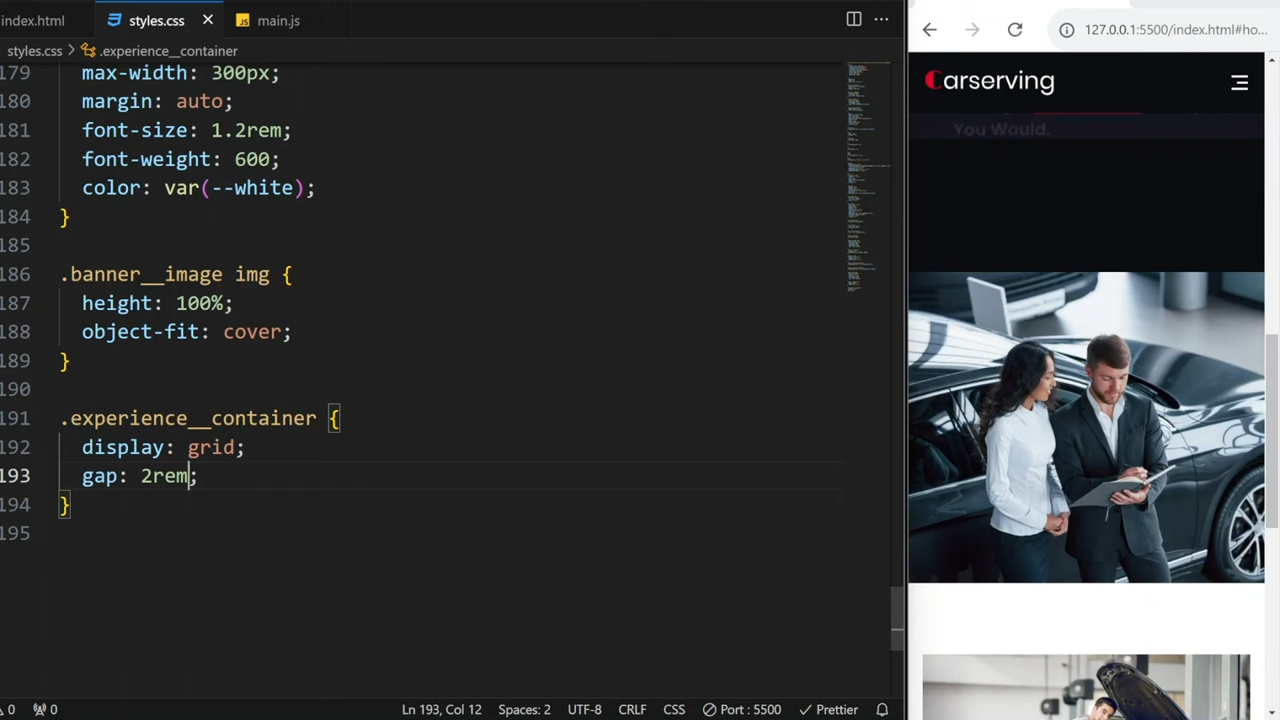 index.html styles.css main.js
styles.css > .experience__container
179 max-width: 300px;
180 margin: auto;
181 font-size: 1.2rem;
182 font-weight: 600;
183 color: var(--white);
184 }
185
186 .banner__image img {
187 height: 100%;
188 object-fit: cover;
189 }
190
191 .experience__container {
192 display: grid;
193 gap: 2rem;
194 }
195
0 0 Ln 193, Col 12 Spaces: 2 UTF-8 CRLF CSS Port : 5500 Prettier
127.0.0.1:5500/index.html#ho...
Carserving
You Would.